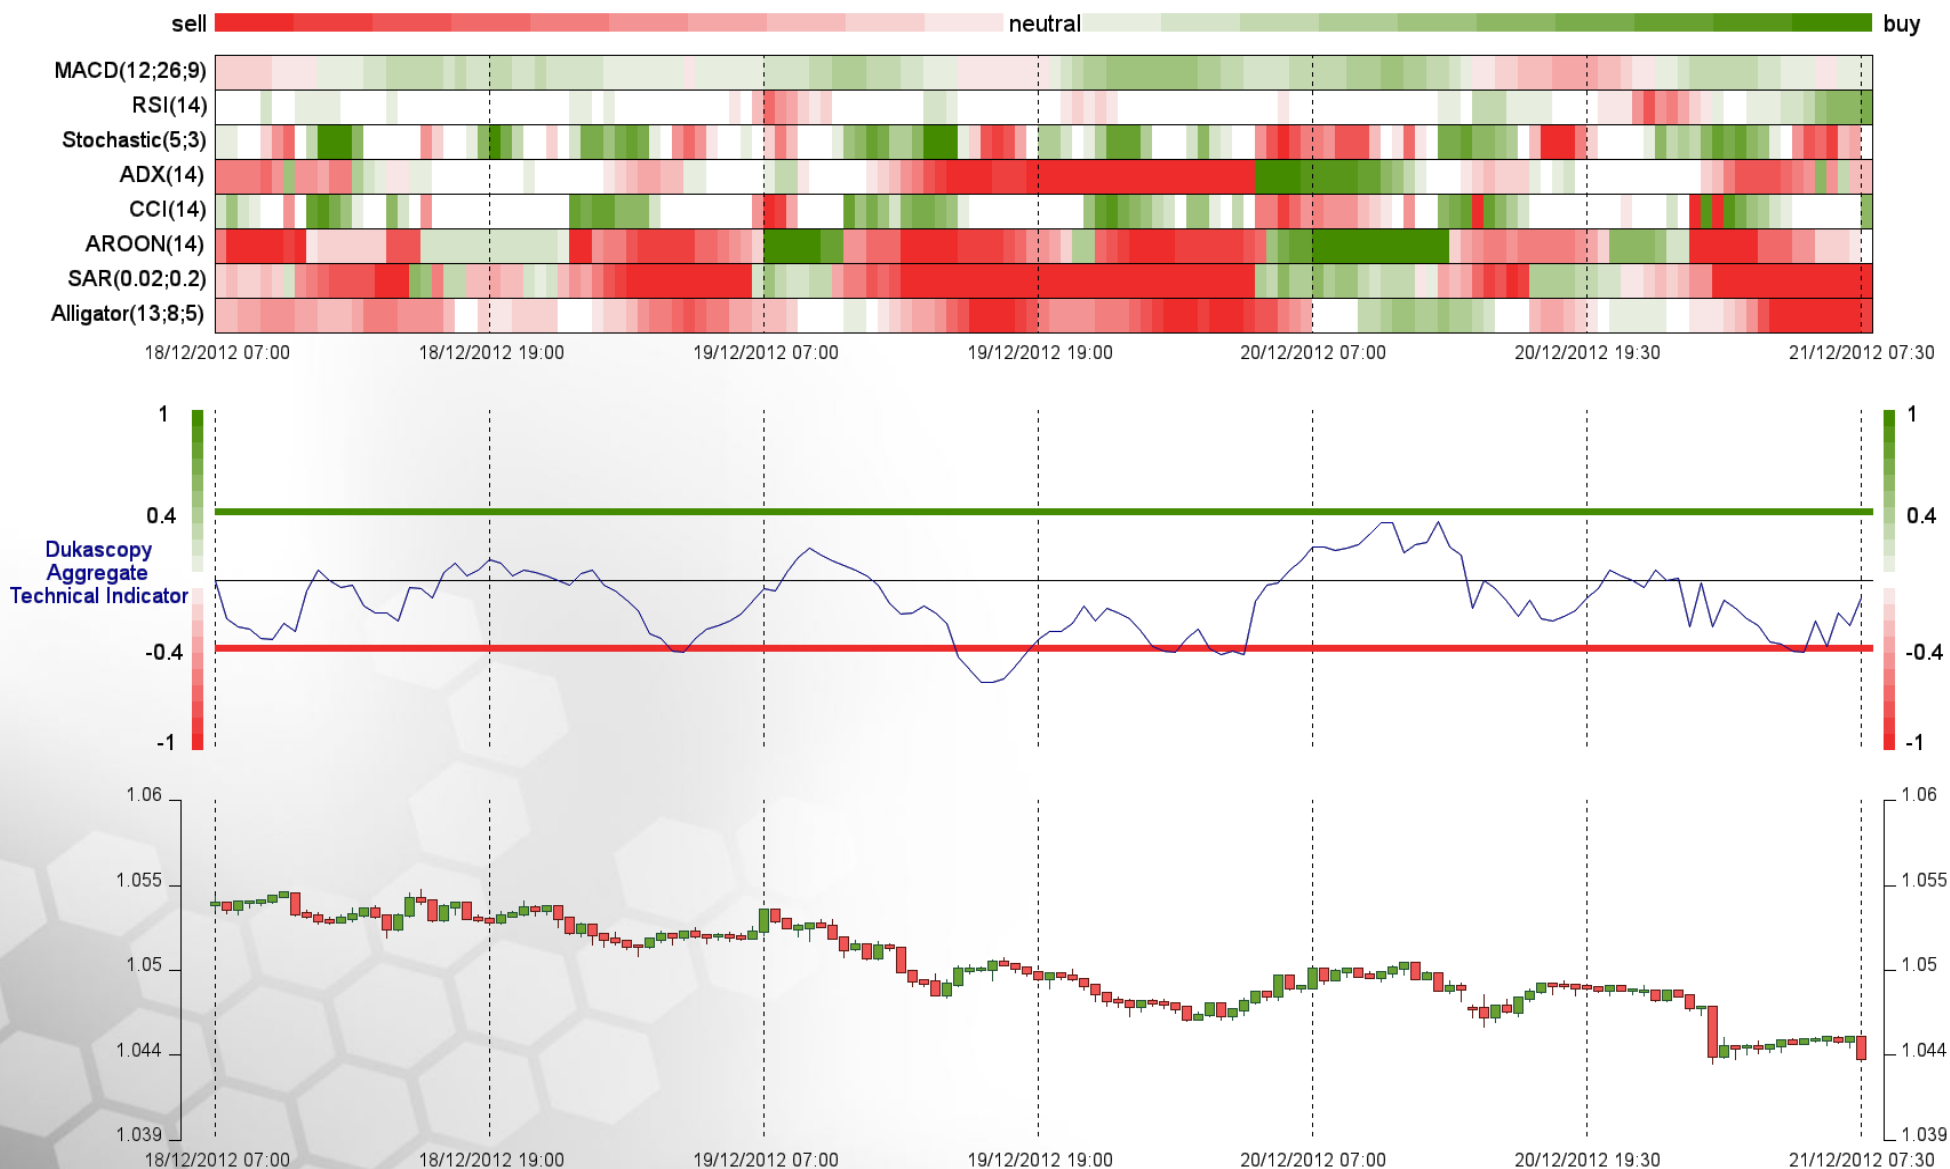 sell neutral buy
MACD(12;26;9)
RSI(14)
Stochastic(5;3)
ADX(14)
CCI(14)
AROON(14)
SAR(0.02;0.2)
Alligator(13;8;5)
18/12/2012 07:00 18/12/2012 19:00 19/12/2012 07:00 19/12/2012 19:00 20/12/2012 07:00 20/12/2012 19:30 21/12/2012 07:30
1 1
0.4 0.4
Dukascopy
Aggregate
Technical Indicator
-0.4 -0.4
-1 -1
1.06 1.06
1.055 1.055
1.05 1.05
1.044 1.044
1.039 1.039
18/12/2012 07:00 18/12/2012 19:00 19/12/2012 07:00 19/12/2012 19:00 20/12/2012 07:00 20/12/2012 19:30 21/12/2012 07:30